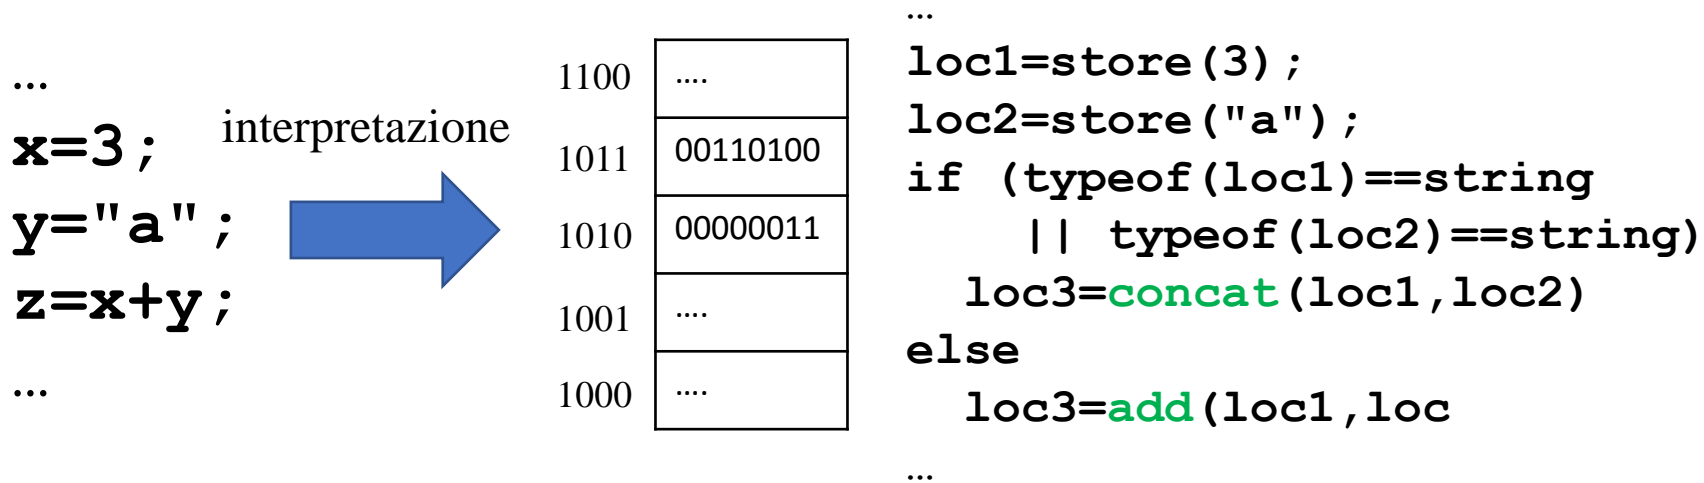 ...
x=3;
y="a";
z=x+y;
...
interpretazione
1100 ....
1011 00110100
1010 00000011
1001 ....
1000 ....
...
loc1=store(3);
loc2=store("a");
if (typeof(loc1)==string
|| typeof(loc2)==string)
loc3=concat(loc1,loc2)
else
loc3=add(loc1,loc
...